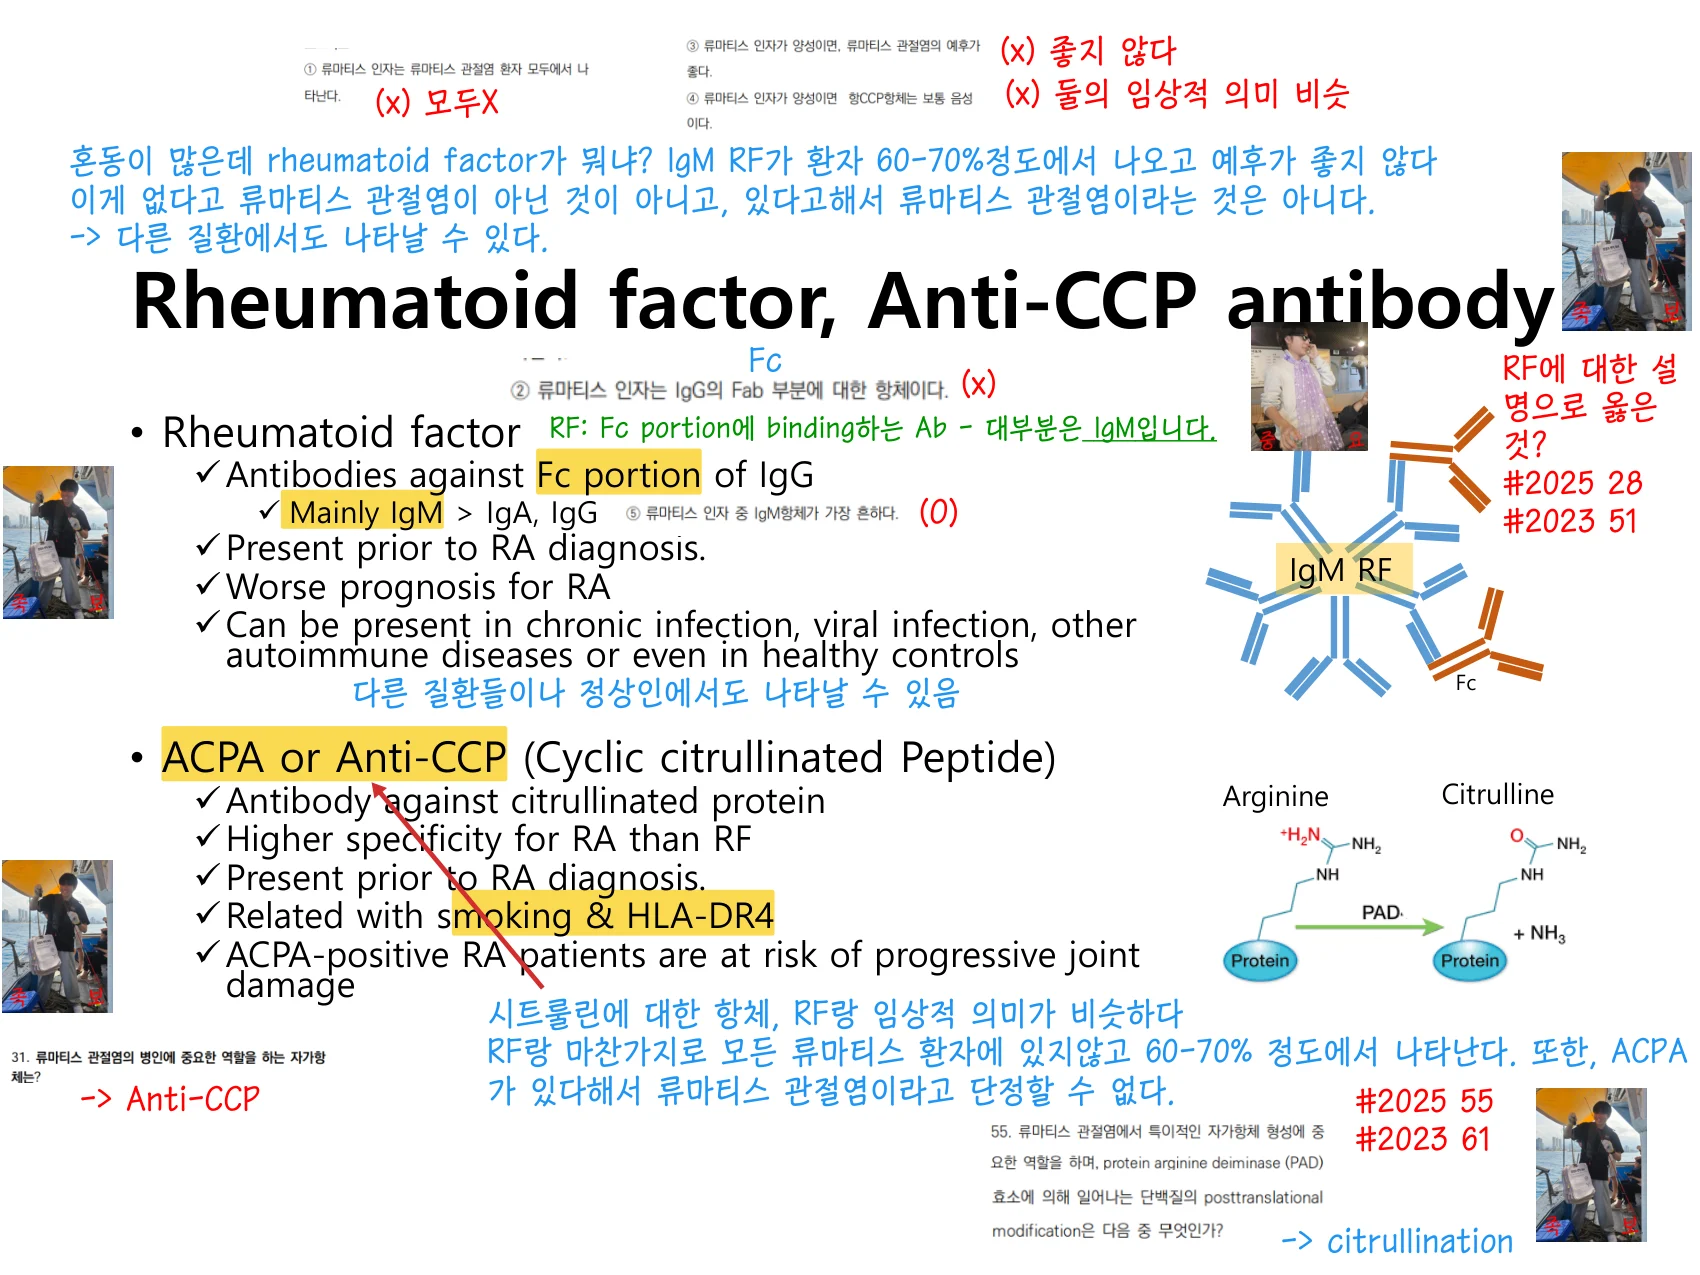 ① 류마티스 인자는 류마티스 관절염 환자 모두에서 나
타난다.
(x) 모두X
③ 류마티스 인자가 양성이면, 류마티스 관절염의 예후가
좋다.
(x) 좋지 않다
④ 류마티스 인자가 양성이면 항CCP항체는 보통 음성
이다.
(x) 둘의 임상적 의미 비슷
혼동이 많은데 rheumatoid factor가 뭐냐? IgM RF가 환자 60-70%정도에서 나오고 예후가 좋지 않다
이게 없다고 류마티스 관절염이 아닌 것이 아니고, 있다고해서 류마티스 관절염이라는 것은 아니다.
-> 다른 질환에서도 나타날 수 있다.
족 보
Rheumatoid factor, Anti-CCP antibody
Fc
② 류마티스 인자는 IgG의 Fab 부분에 대한 항체이다. (x)
중 요
RF에 대한 설
명으로 옳은
것?
#2025 28
#2023 51
• Rheumatoid factor
RF: Fc portion에 binding하는 Ab - 대부분은 IgM입니다.
✓Antibodies against Fc portion of IgG
✓Mainly IgM > IgA, IgG
⑤ 류마티스 인자 중 IgM항체가 가장 흔하다. (O)
✓Present prior to RA diagnosis.
✓Worse prognosis for RA
✓Can be present in chronic infection, viral infection, other
autoimmune diseases or even in healthy controls
다른 질환들이나 정상인에서도 나타날 수 있음
족 보
IgM RF
Fc
• ACPA or Anti-CCP (Cyclic citrullinated Peptide)
✓Antibody against citrullinated protein
✓Higher specificity for RA than RF
✓Present prior to RA diagnosis.
✓Related with smoking & HLA-DR4
✓ACPA-positive RA patients are at risk of progressive joint
damage
족 보
Arginine
Citrulline
+H₂N
NH₂
NH
PAD
Protein
O
NH₂
NH
+ NH₃
Protein
시트룰린에 대한 항체, RF랑 임상적 의미가 비슷하다
RF랑 마찬가지로 모든 류마티스 환자에 있지않고 60-70% 정도에서 나타난다. 또한, ACPA
가 있다해서 류마티스 관절염이라고 단정할 수 없다.
31. 류마티스 관절염의 병인에 중요한 역할을 하는 자가항
체는?
-> Anti-CCP
#2025 55
#2023 61
55. 류마티스 관절염에서 특이적인 자가항체 형성에 중
요한 역할을 하며, protein arginine deiminase (PAD)
효소에 의해 일어나는 단백질의 posttranslational
modification은 다음 중 무엇인가?
-> citrullination
족 보